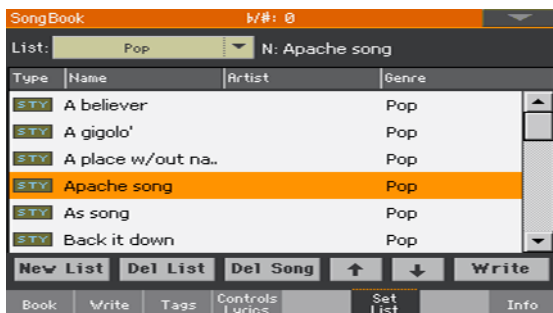 SongBook ♭/#: 0
List: Pop N: Apache song
Type Name Artist Genre
STY A believer Pop
STY A gigolo' Pop
STY A place w/out na.. Pop
STY Apache song Pop
STY As song Pop
STY Back it down Pop
New List Del List Del Song ↑ ↓ Write
Book Write Tags Controls Lyrics Set List Info